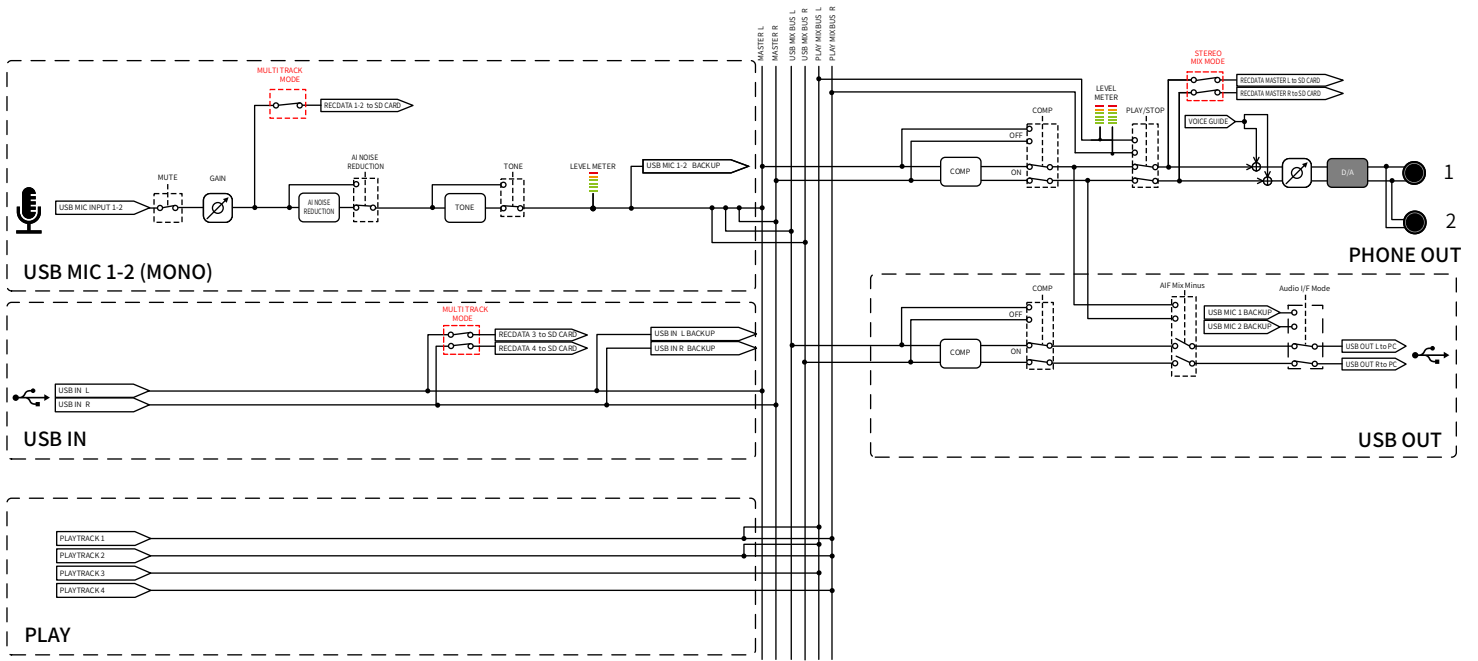 MASTER L
MASTER R
USB MIX BUS L
USB MIX BUS R
PLAY MIXBUS L
PLAY MIXBUS R
MULTI TRACK
MODE
RECDATA 1-2 to SD CARD
AI NOISE
REDUCTION
MUTE
GAIN
TONE
LEVEL METER
USB MIC 1-2 BACKUP
USB MIC INPUT 1-2
AI NOISE
REDUCTION
TONE
USB MIC 1-2 (MONO)
MULTI TRACK
MODE
RECDATA 3 to SD CARD
RECDATA 4 to SD CARD
USB IN L BACKUP
USB IN R BACKUP
USB IN L
USB IN R
USB IN
PLAYTRACK 1
PLAYTRACK 2
PLAYTRACK 3
PLAYTRACK 4
PLAY
STEREO
MIX MODE
RECDATA MASTER L to SD CARD
RECDATA MASTER R to SD CARD
LEVEL
METER
COMP
PLAY/STOP
VOICE GUIDE
OFF
COMP
ON
D/A
1
2
PHONE OUT
COMP
AIF Mix Minus
Audio I/F Mode
OFF
USB MIC 1 BACKUP
USB MIC 2 BACKUP
COMP
ON
USB OUT L to PC
USB OUT R to PC
USB OUT